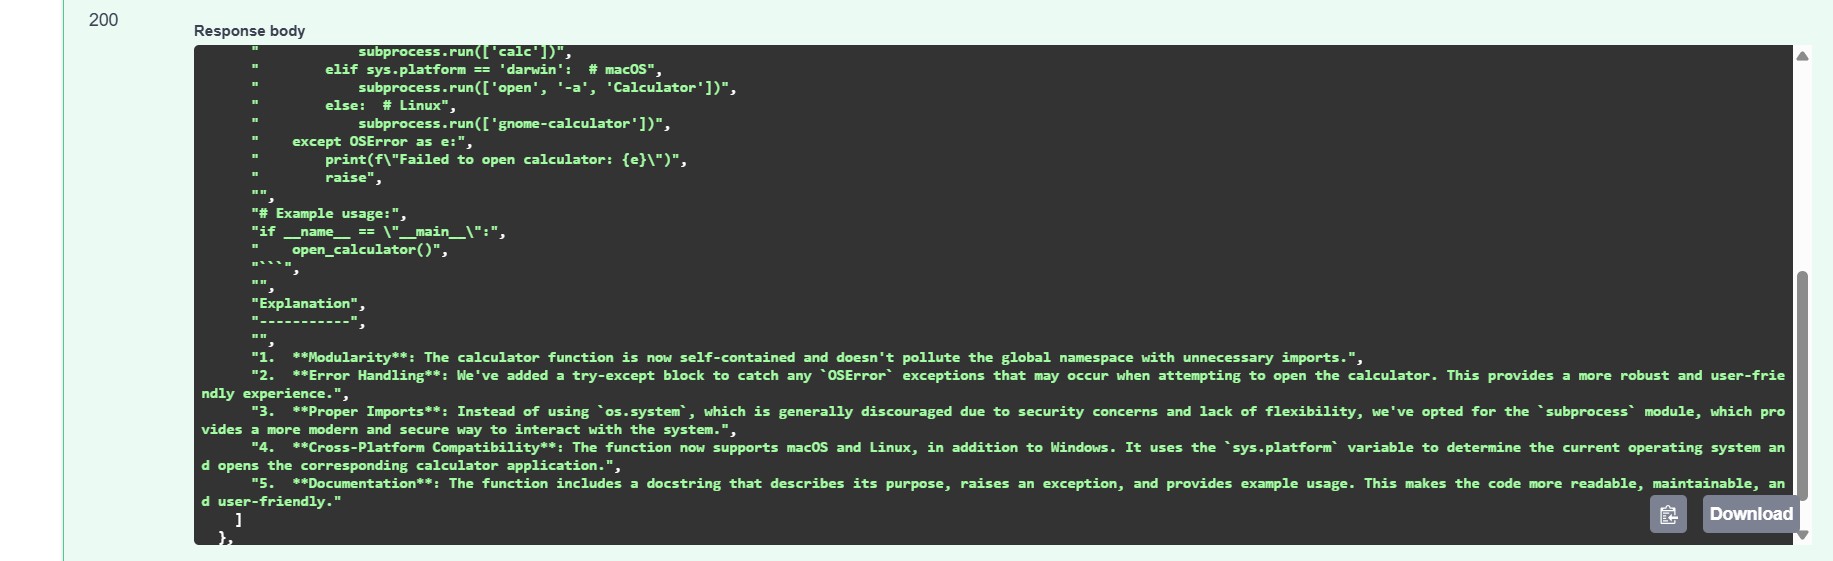 200
Response body
"            subprocess.run(['calc'])",
"        elif sys.platform == 'darwin':  # macOS",
"            subprocess.run(['open', '-a', 'Calculator'])",
"        else:  # Linux",
"            subprocess.run(['gnome-calculator'])",
"    except OSError as e:",
"        print(f\"Failed to open calculator: {e}\")",
"        raise",
"",
"# Example usage:",
"if __name__ == \"__main__\":",
"    open_calculator()",
"```",
"",
"Explanation",
"-----------",
"",
"1.  **Modularity**: The calculator function is now self-contained and doesn't pollute the global namespace with unnecessary imports.",
"2.  **Error Handling**: We've added a try-except block to catch any `OSError` exceptions that may occur when attempting to open the calculator. This provides a more robust and user-frie
ndly experience.",
"3.  **Proper Imports**: Instead of using `os.system`, which is generally discouraged due to security concerns and lack of flexibility, we've opted for the `subprocess` module, which pro
vides a more modern and secure way to interact with the system.",
"4.  **Cross-Platform Compatibility**: The function now supports macOS and Linux, in addition to Windows. It uses the `sys.platform` variable to determine the current operating system an
d opens the corresponding calculator application.",
"5.  **Documentation**: The function includes a docstring that describes its purpose, raises an exception, and provides example usage. This makes the code more readable, maintainable, an
d user-friendly."
]
},
Download